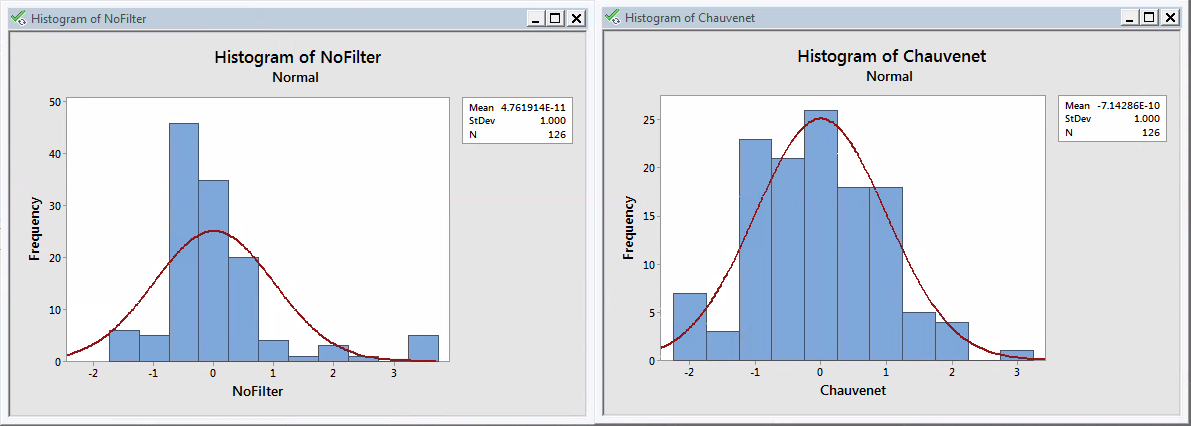 Histogram of NoFilter
Histogram of NoFilter
Normal
50
40
30
20
10
0
Frequency
-2 -1 0 1 2 3
NoFilter
Mean 4.761914E-11
StDev 1.000
N 126
Histogram of Chauvenet
Histogram of Chauvenet
Normal
25
20
15
10
5
0
Frequency
-2 -1 0 1 2 3
Chauvenet
Mean -7.14286E-10
StDev 1.000
N 126